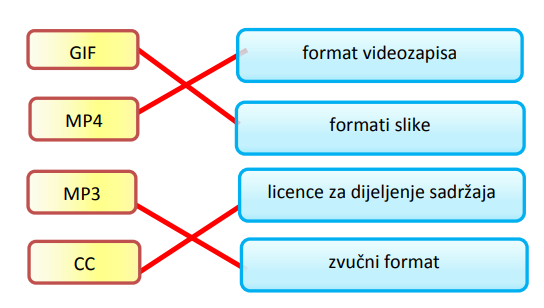 GIF
format videozapisa
MP4
formati slike
MP3
licence za dijeljenje sadržaja
CC
zvučni format